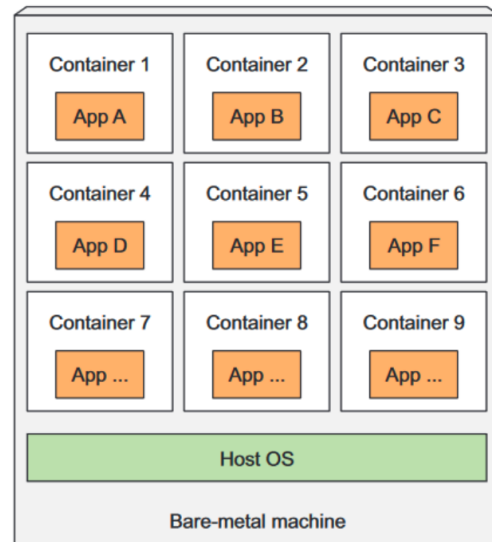 Container 1
Container 2
Container 3
App A
App B
App C
Container 4
Container 5
Container 6
App D
App E
App F
Container 7
Container 8
Container 9
App ...
App ...
App ...
Host OS
Bare-metal machine